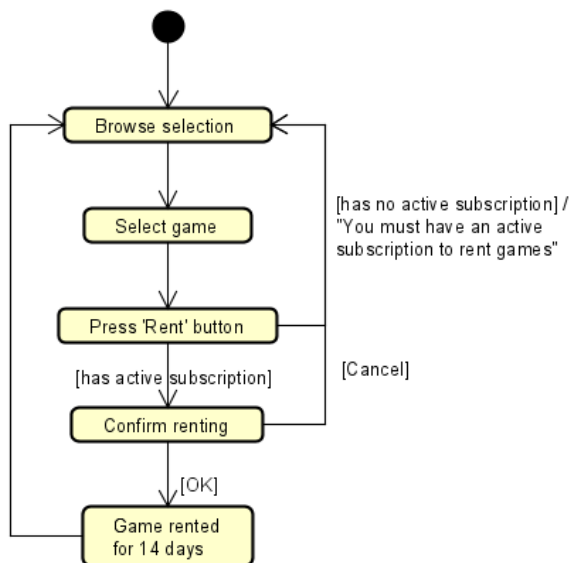 Browse selection
Select game
[has no active subscription] /
"You must have an active
subscription to rent games"
Press 'Rent' button
[has active subscription]
[Cancel]
Confirm renting
[OK]
Game rented
for 14 days